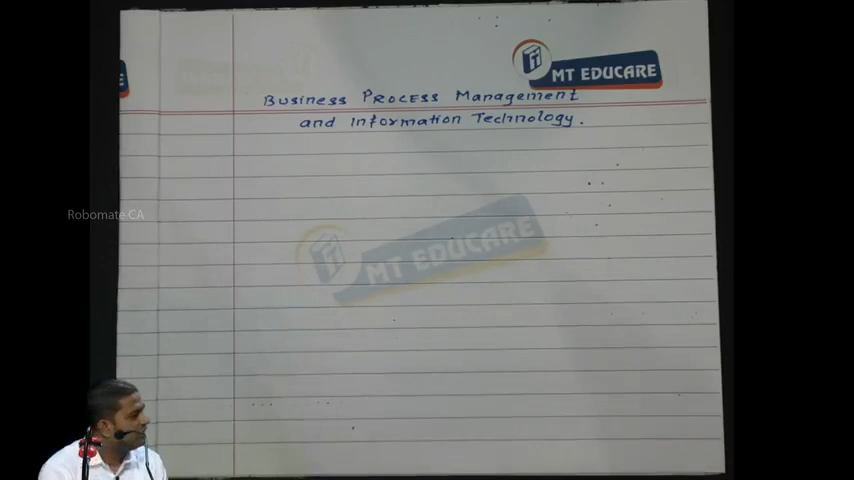 MT EDUCARE
Business Process Management
and Information Technology.
Robomate CA
MT EDUCARE